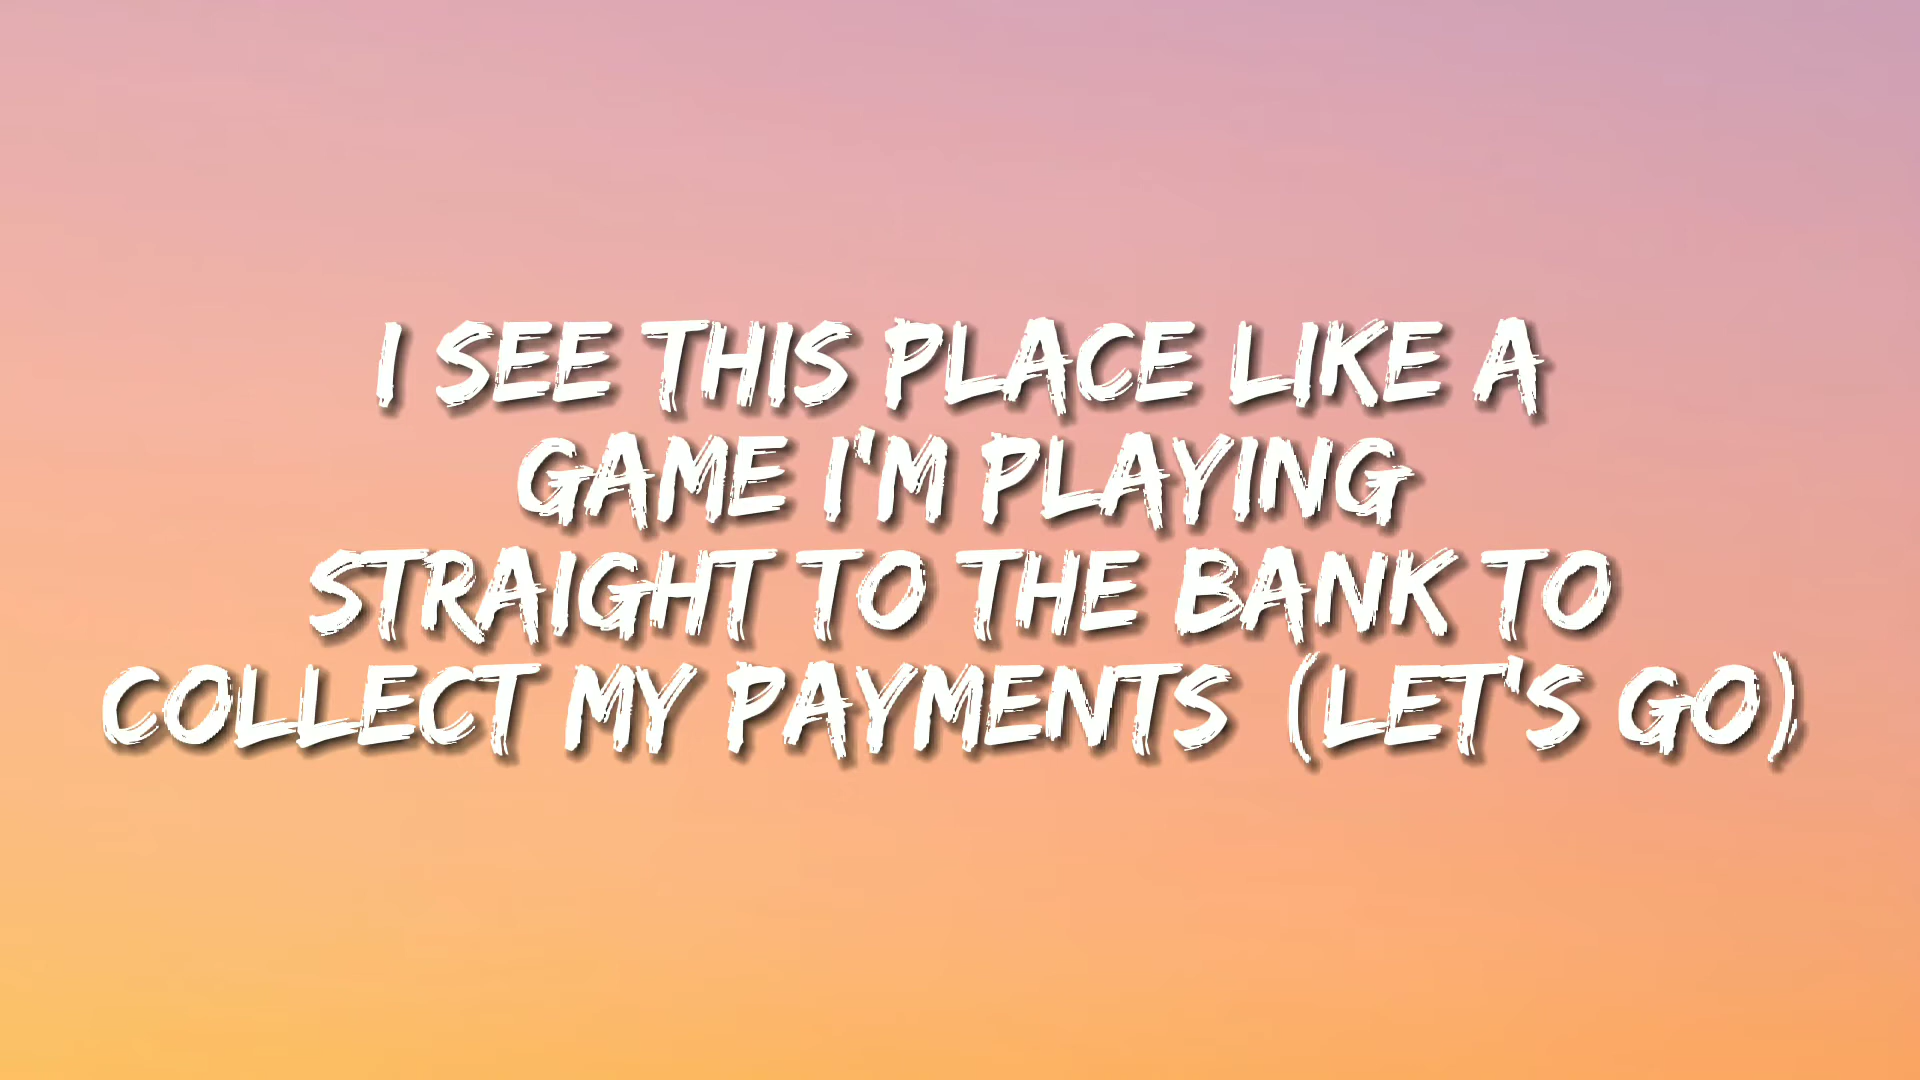 I SEE THIS PLACE LIKE A
GAME I'M PLAYING
STRAIGHT TO THE BANK TO
COLLECT MY PAYMENTS (LET'S GO)